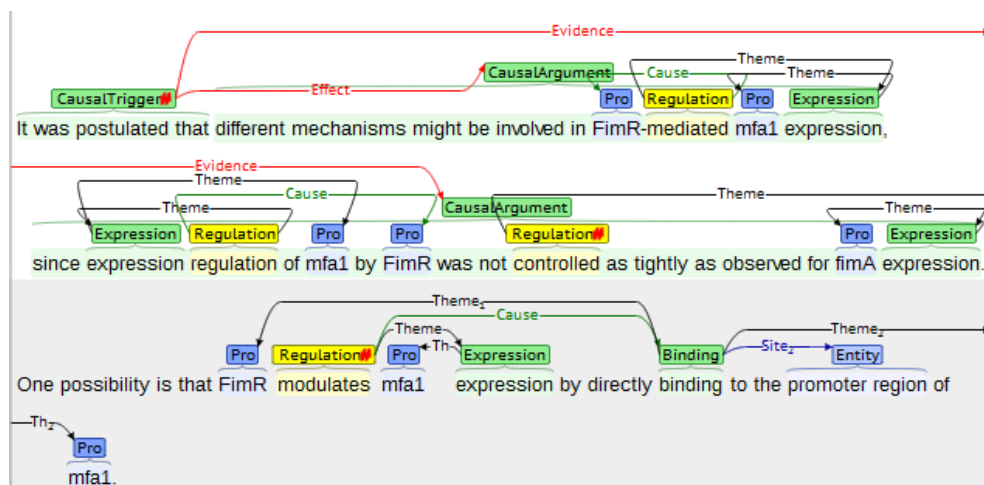 Evidence
CausalArgument Cause Theme Theme
CausalTrigger# Effect Pro Regulation Pro Expression
It was postulated that different mechanisms might be involved in FimR-mediated mfa1 expression,
Evidence
Theme Cause Theme
Theme CausalArgument Theme
Expression Regulation Pro Pro Regulation# Pro Expression
since expression regulation of mfa1 by FimR was not controlled as tightly as observed for fimA expression.
Theme1
Cause
Theme Theme2
Th Site2
Pro Regulation# Pro Expression Binding Entity
One possibility is that FimR modulates mfa1 expression by directly binding to the promoter region of
Th2
Pro
mfa1.